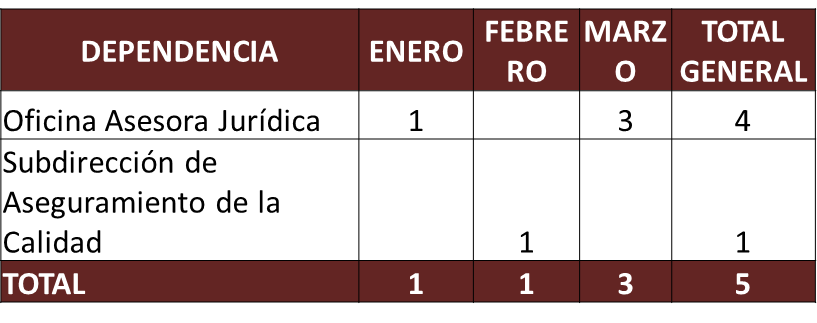 DEPENDENCIA ENERO FEBRE MARZ TOTAL
RO O GENERAL
Oficina Asesora Jurídica 1 3 4
Subdirección de
Aseguramiento de la
Calidad 1 1
TOTAL 1 1 3 5